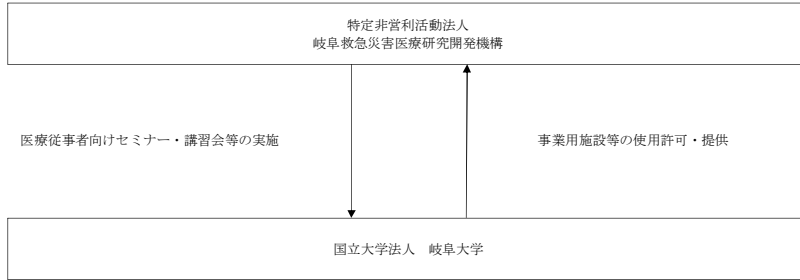 特定非営利活動法人
岐阜救急災害医療研究開発機構
医療従事者向けセミナー・講習会等の実施
事業用施設等の使用許可・提供
国立大学法人　岐阜大学